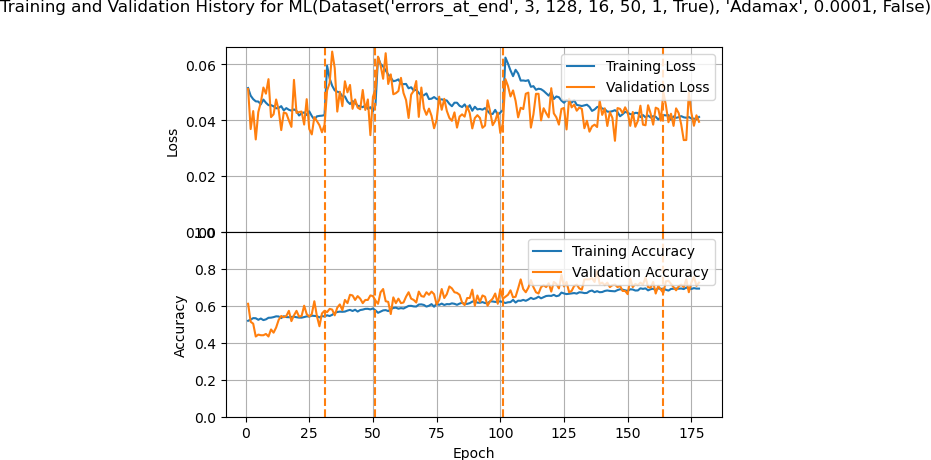 Training and Validation History for ML(Dataset('errors_at_end', 3, 128, 16, 50, 1, True), 'Adamax', 0.0001, False)
0.06
0.04
0.02
0.00
Loss
Training Loss
Validation Loss
1.0
0.8
0.6
0.4
0.2
0.0
Accuracy
Training Accuracy
Validation Accuracy
0 25 50 75 100 125 150 175
Epoch